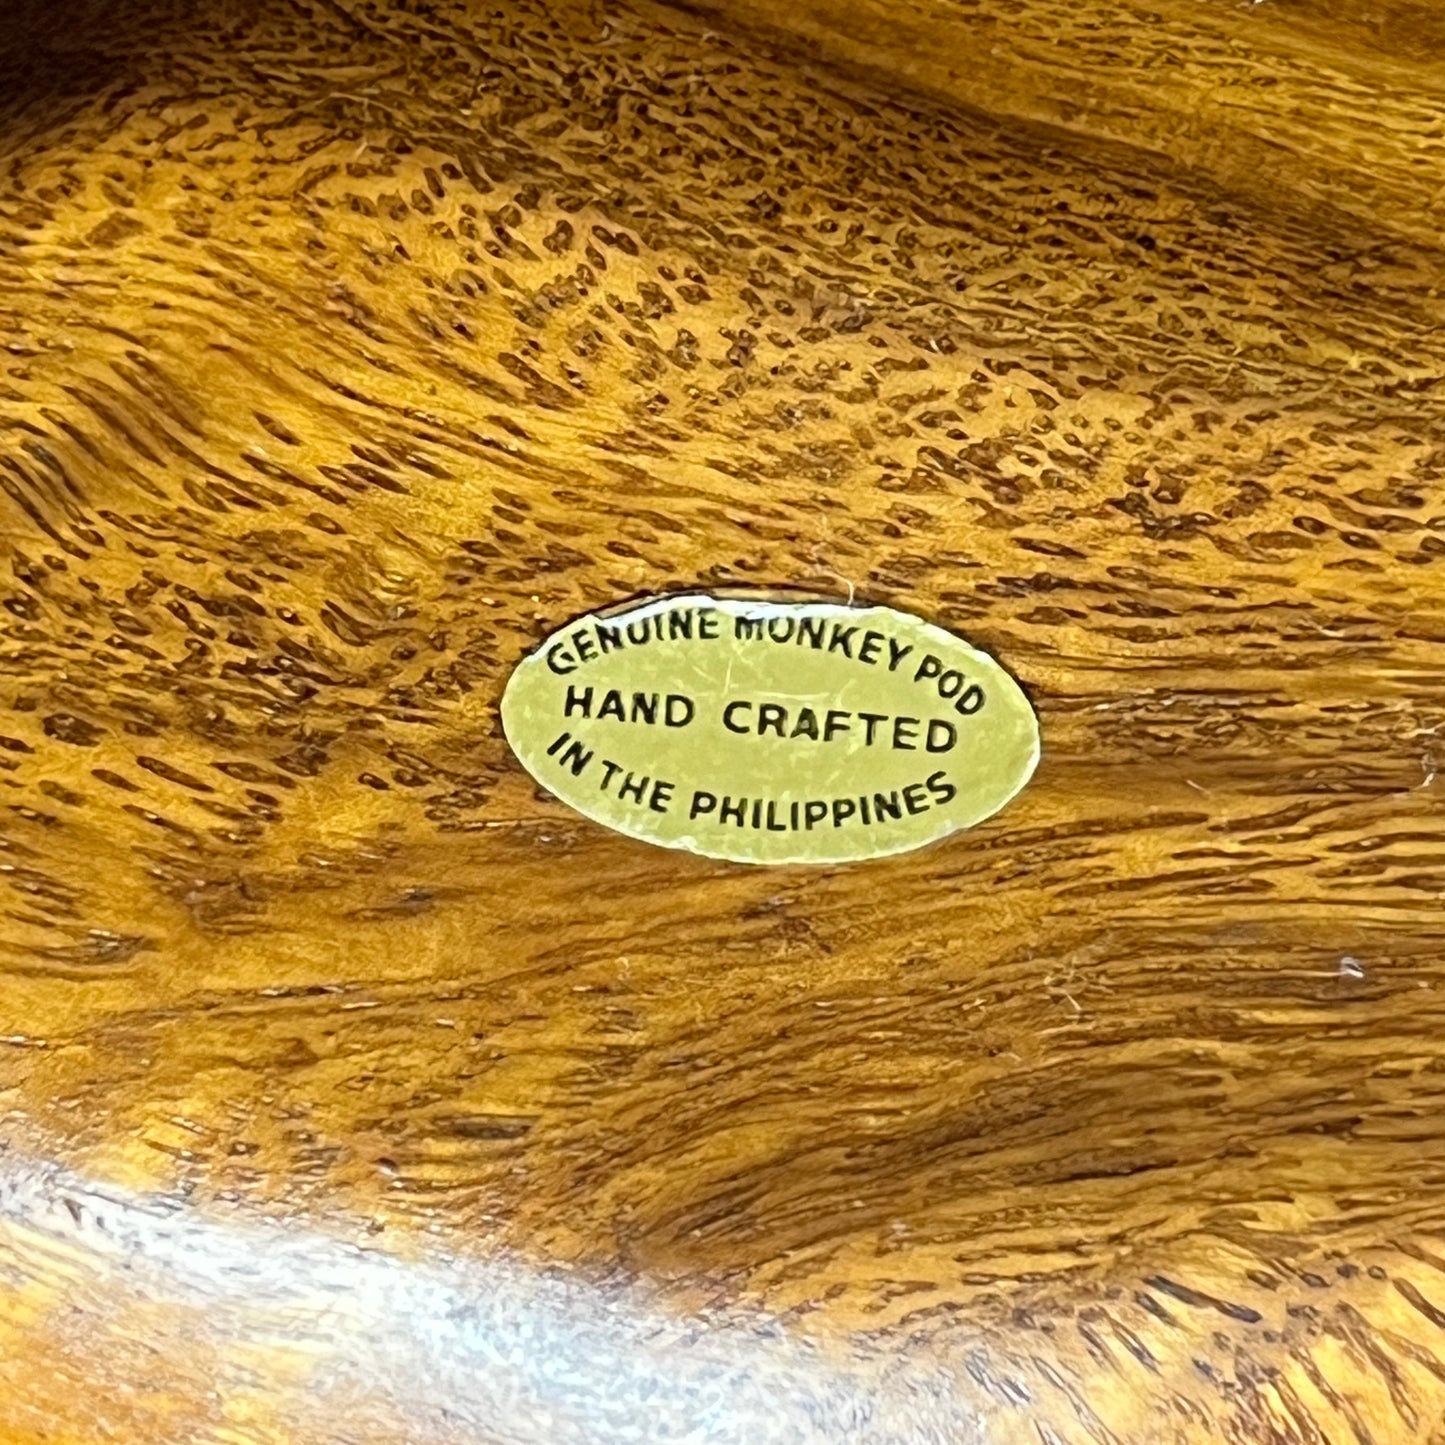 GENUINE MONKEY POD
HAND CRAFTED
IN THE PHILIPPINES